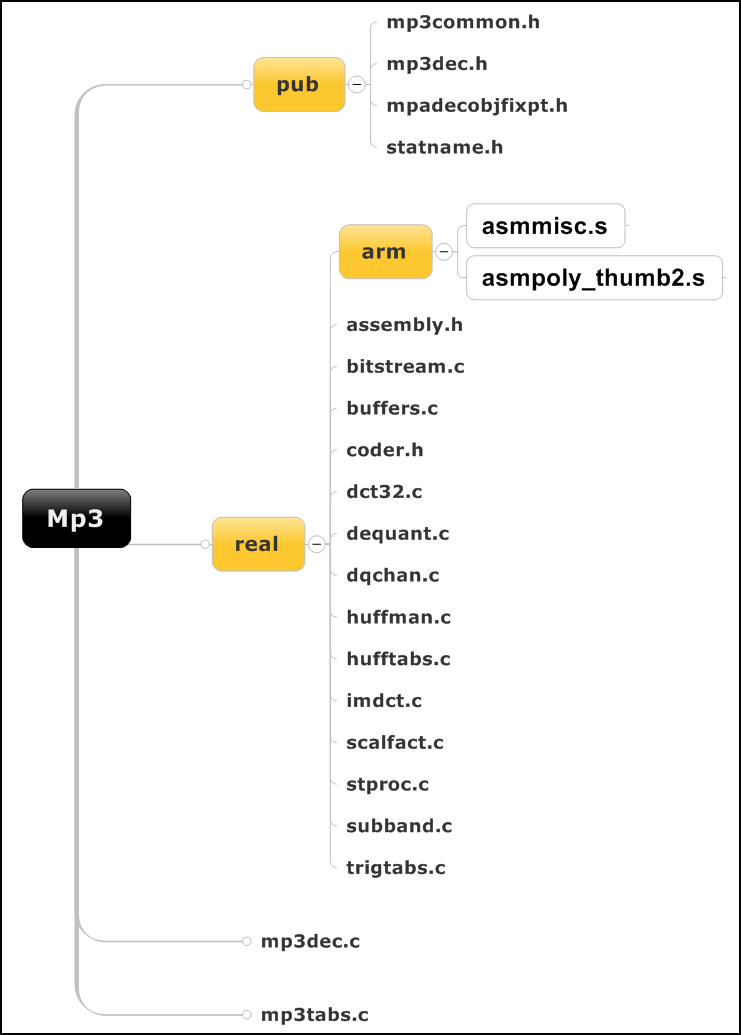 mp3common.h
mp3dec.h
pub
mpadecobjfixpt.h
statname.h
asmmisc.s
arm
asmpoly_thumb2.s
assembly.h
bitstream.c
buffers.c
coder.h
dct32.c
Mp3
dequant.c
real
dqchan.c
huffman.c
hufftabs.c
imdct.c
scalfact.c
stproc.c
subband.c
trigtabs.c
mp3dec.c
mp3tabs.c